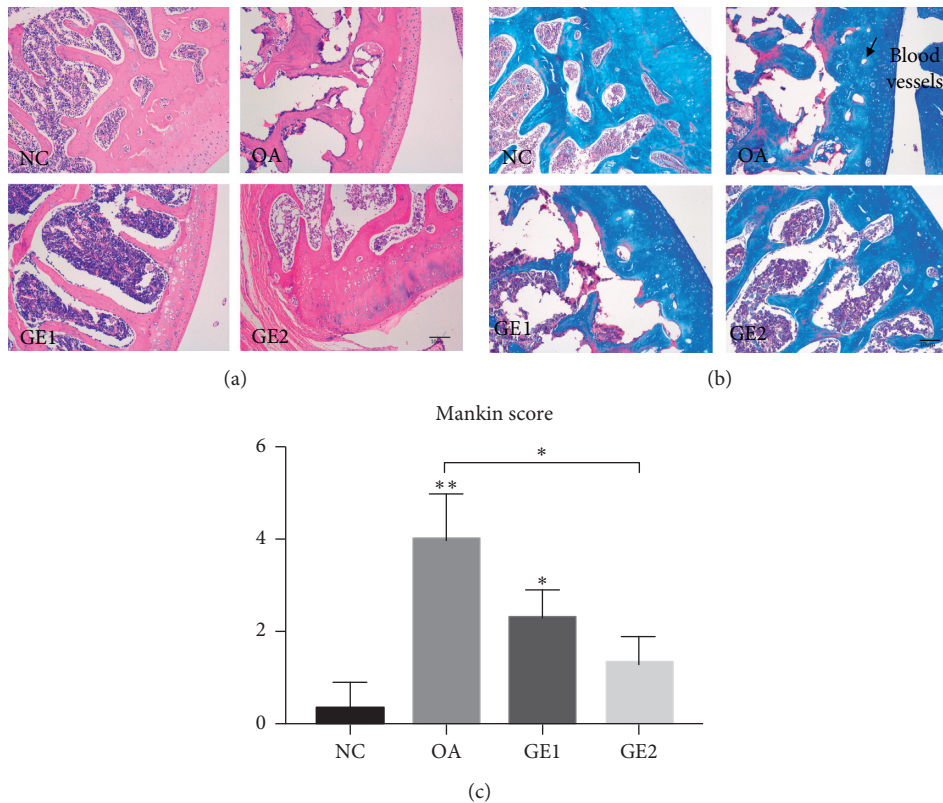 NC
OA
GE1
GE2
(a)
Blood
vessels
NC
OA
GE1
GE2
(b)
Mankin score
6
4
2
0
*
**
*
NC
OA
GE1
GE2
(c)